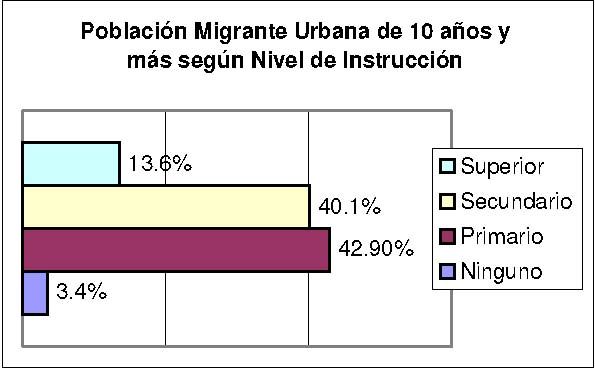 Población Migrante Urbana de 10 años y
más según Nivel de Instrucción
13.6%
40.1%
42.90%
3.4%
Superior
Secundario
Primario
Ninguno